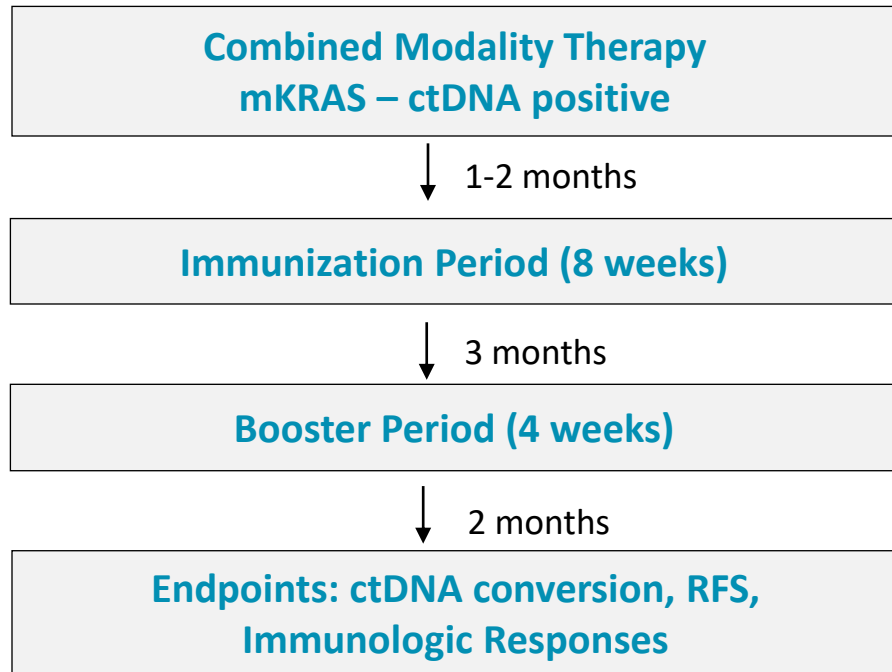 Combined Modality Therapy
mKRAS – ctDNA positive
1-2 months
Immunization Period (8 weeks)
3 months
Booster Period (4 weeks)
2 months
Endpoints: ctDNA conversion, RFS,
Immunologic Responses